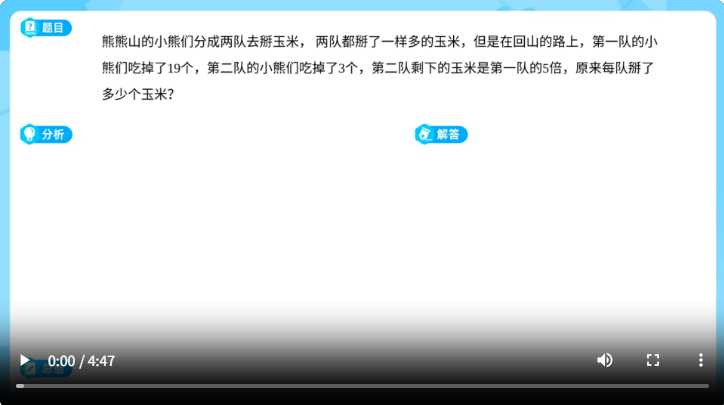 题目
熊熊山的小熊们分成两队去掰玉米， 两队都掰了一样多的玉米，但是在回山的路上，第一队的小
熊们吃掉了19个，第二队的小熊们吃掉了3个，第二队剩下的玉米是第一队的5倍，原来每队掰了
多少个玉米？
分析
解答
0:00 / 4:47
总结